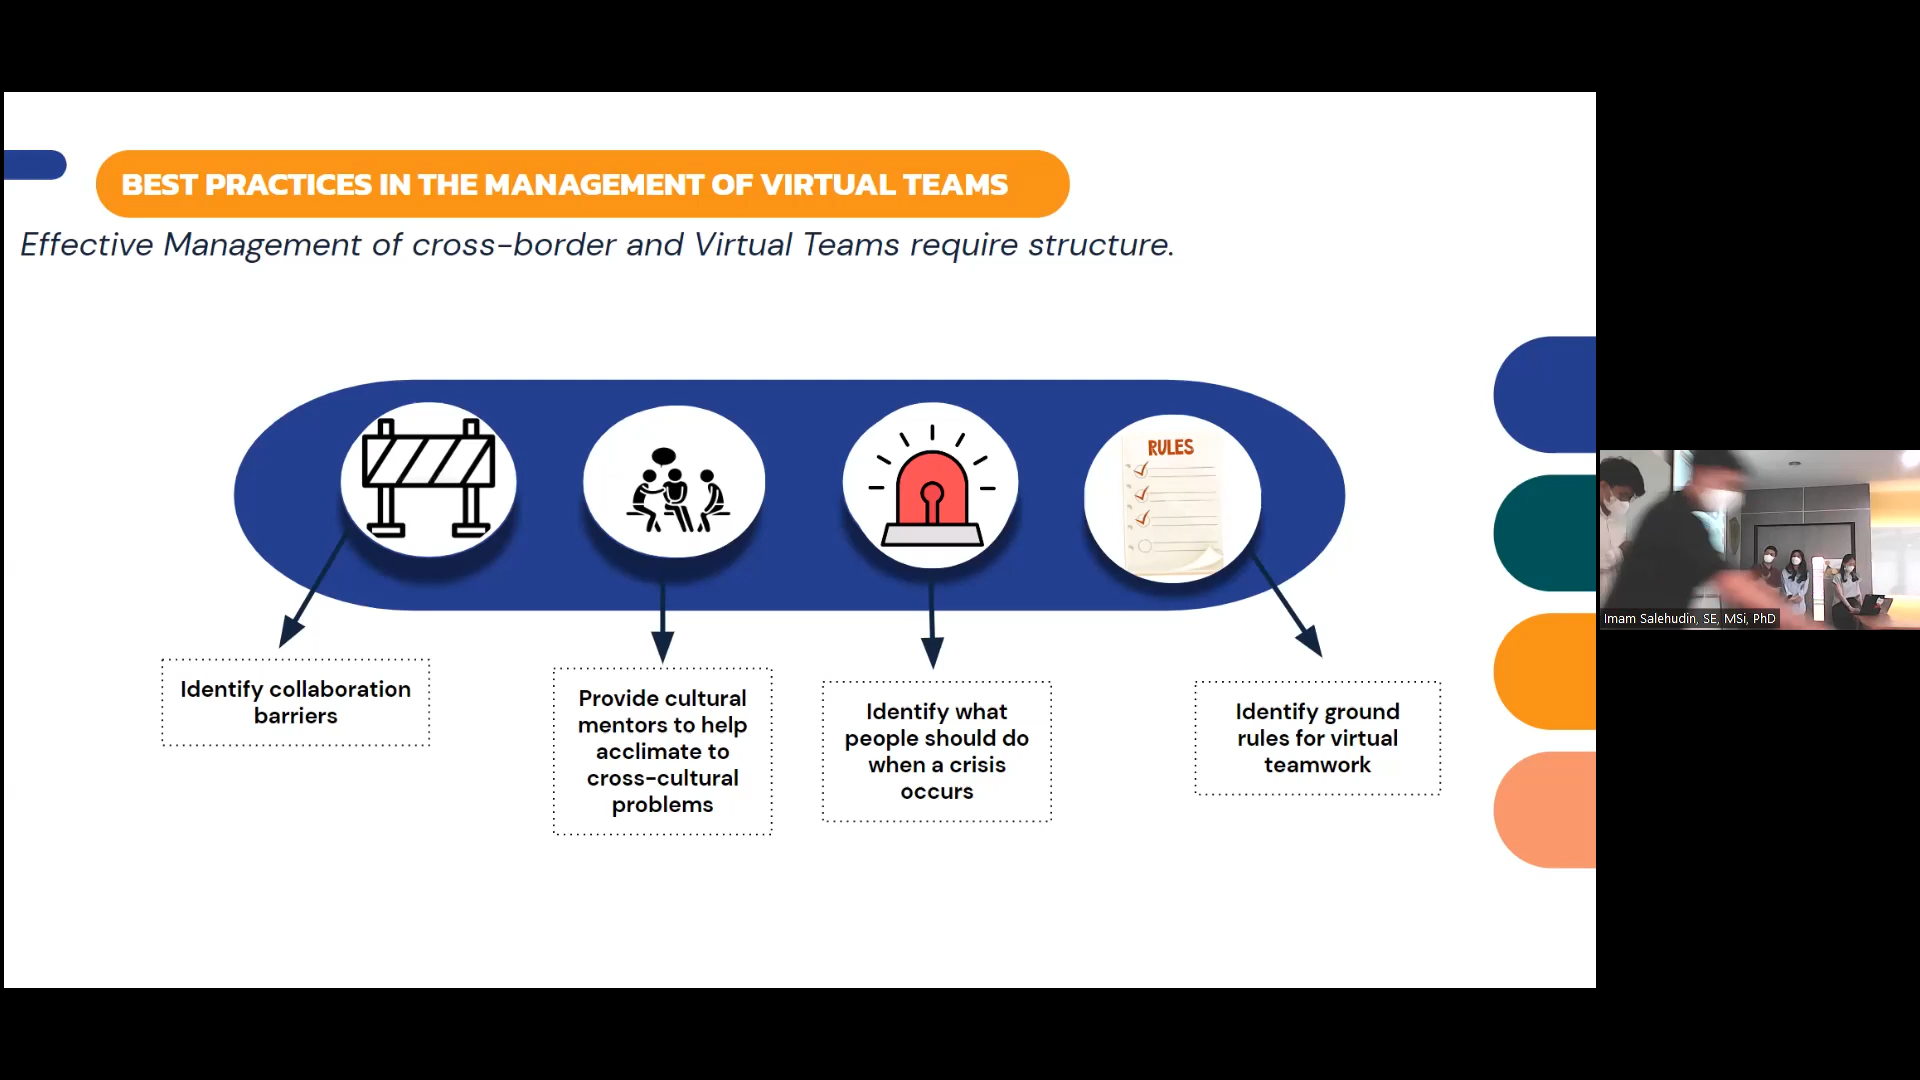 BEST PRACTICES IN THE MANAGEMENT OF VIRTUAL TEAMS
Effective Management of cross-border and Virtual Teams require structure.
RULES
Identify collaboration
barriers
Provide cultural
mentors to help
acclimate to
cross-cultural
problems
Identify what
people should do
when a crisis
occurs
Identify ground
rules for virtual
teamwork
Imam Salehudin, SE, MSi, PhD